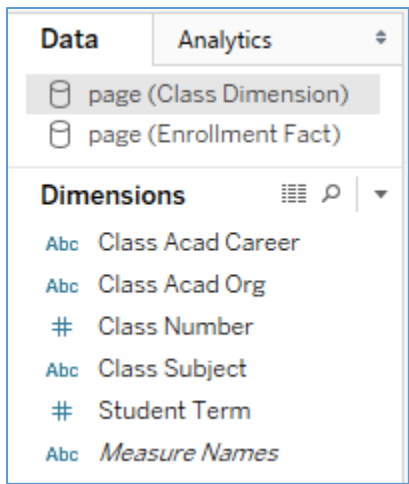 Data Analytics
page (Class Dimension)
page (Enrollment Fact)
Dimensions
Abc Class Acad Career
Abc Class Acad Org
# Class Number
Abc Class Subject
# Student Term
Abc Measure Names